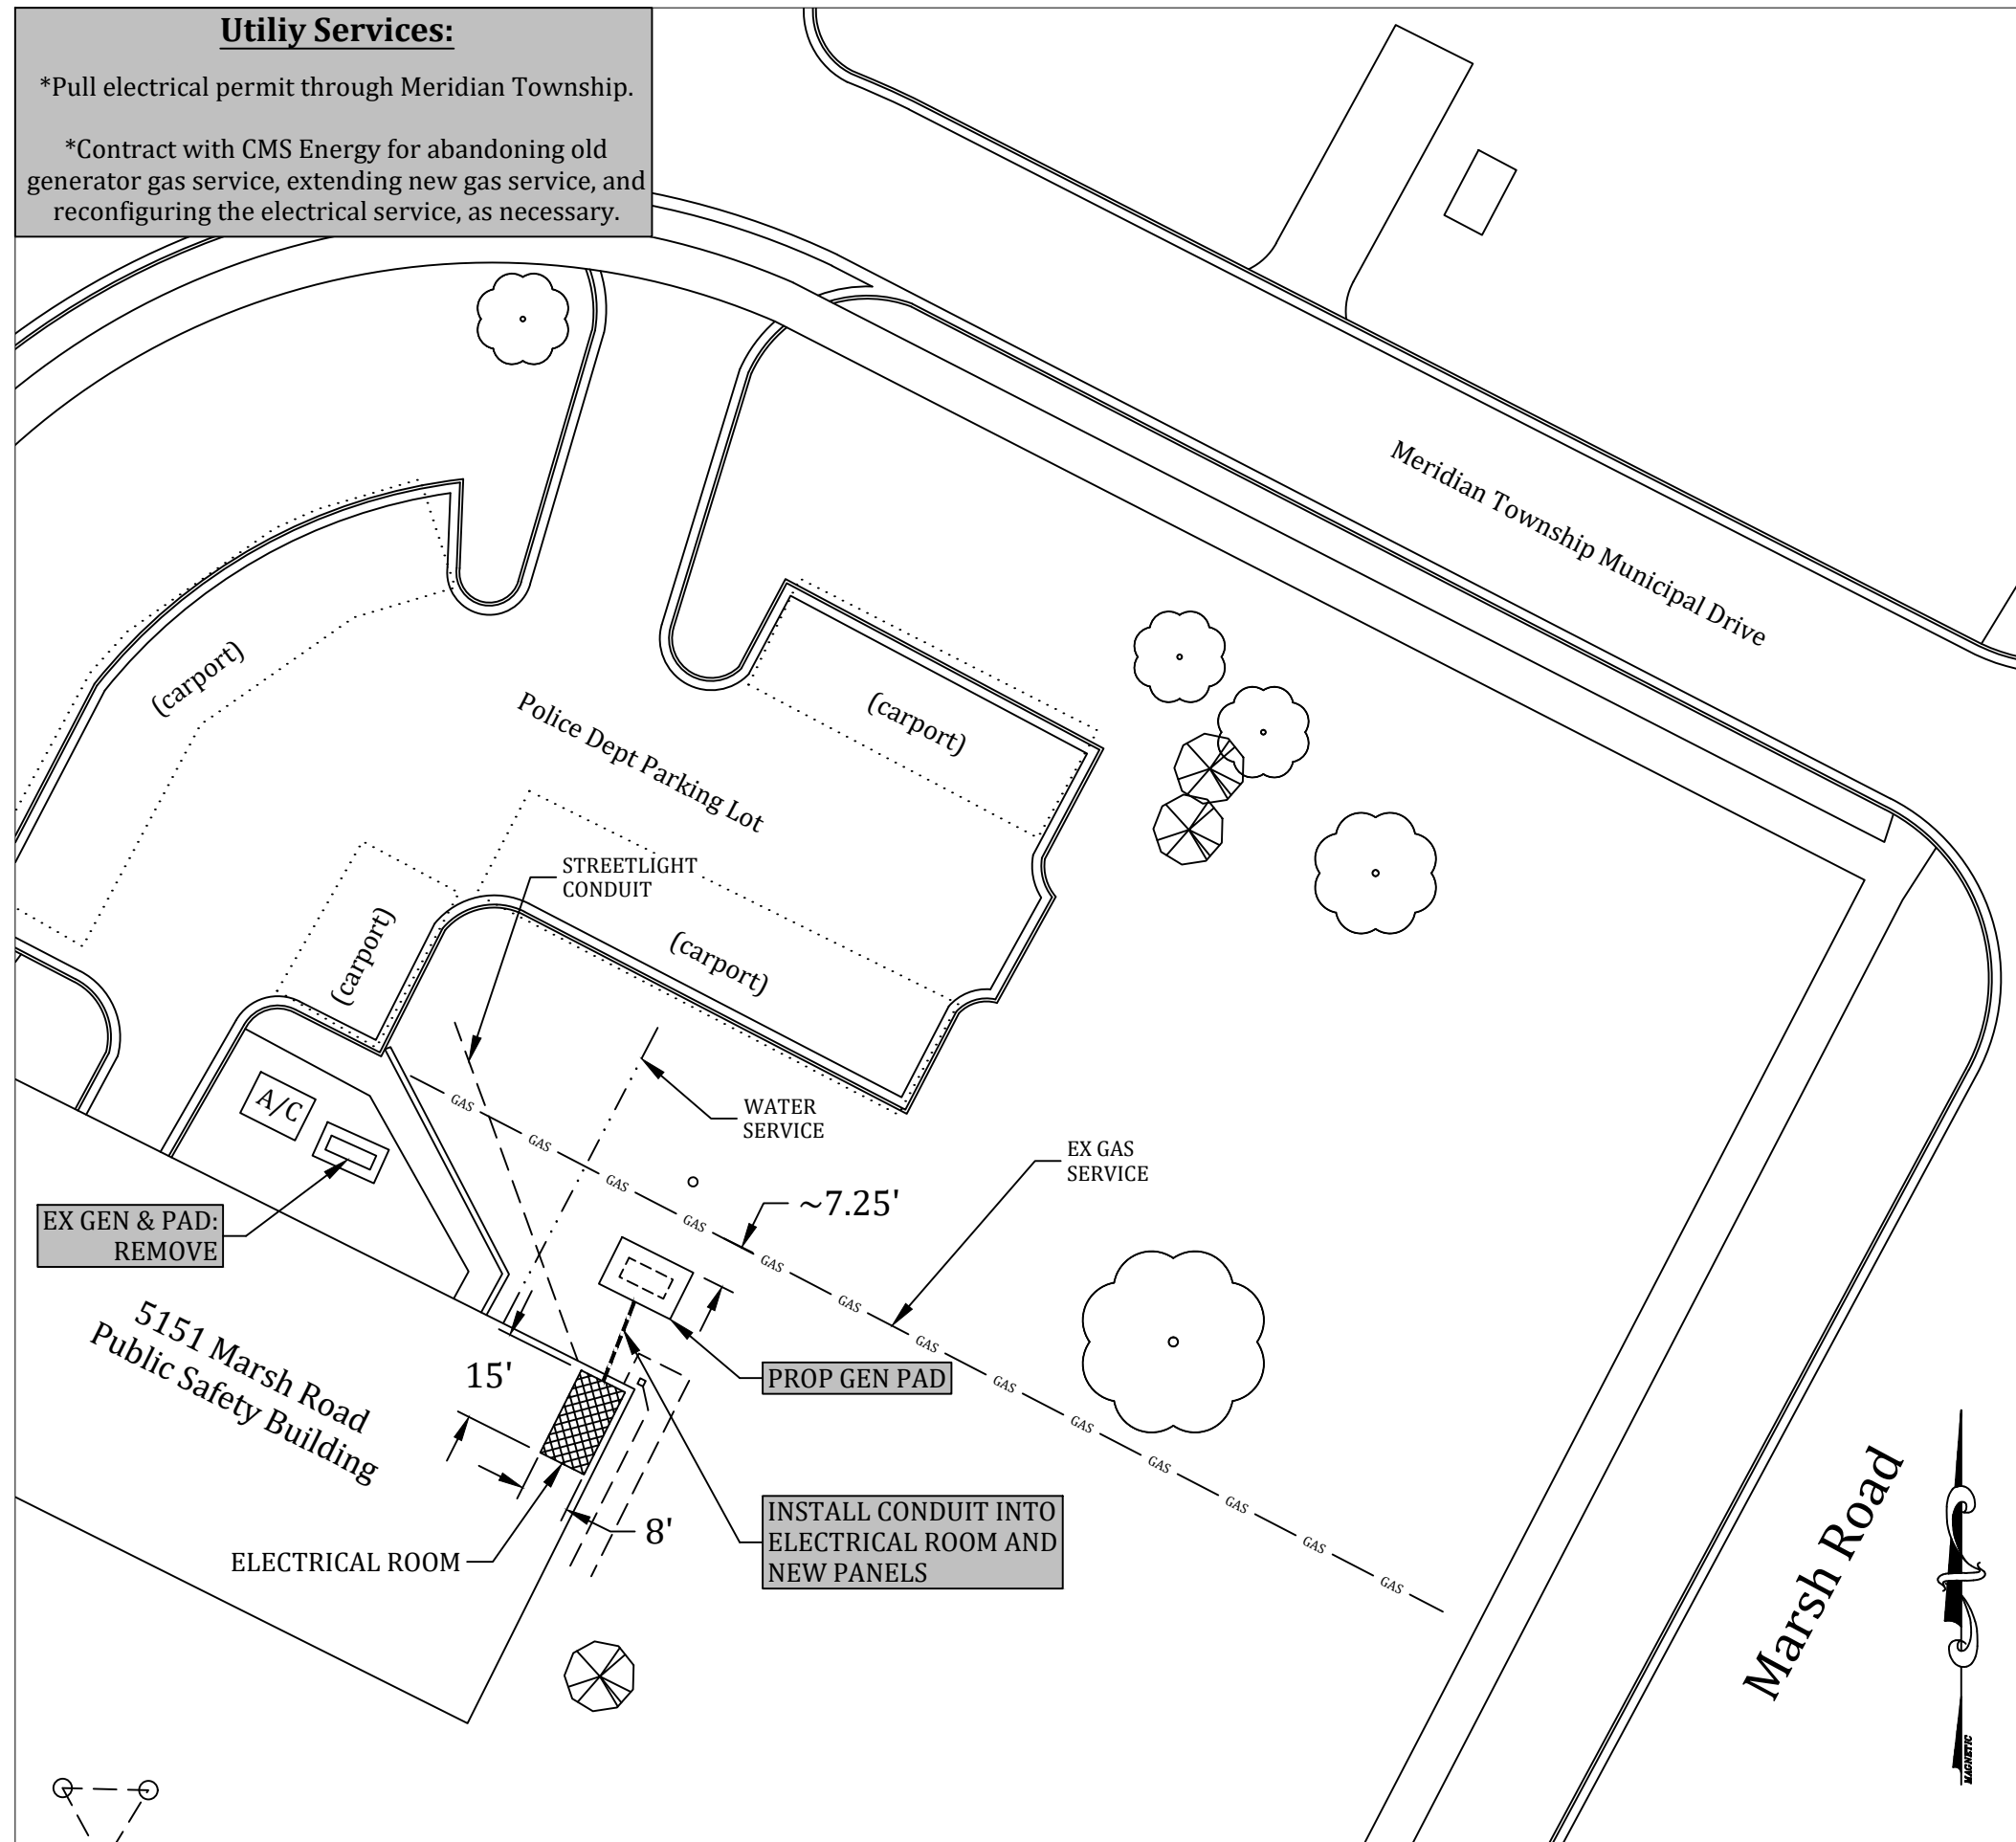 Utiliy Services:
*Pull electrical permit through Meridian Township.
*Contract with CMS Energy for abandoning old
generator gas service, extending new gas service, and
reconfiguring the electrical service, as necessary.
Meridian Township Municipal Drive
(carport)
Police Dept Parking Lot
(carport)
STREETLIGHT
CONDUIT
(carport)
(carport)
A/C
GAS
GAS
GAS
GAS
GAS
GAS
GAS
GAS
GAS
GAS
GAS
GAS
GAS
WATER
SERVICE
EX GAS
SERVICE
~7.25'
EX GEN & PAD:
REMOVE
5151 Marsh Road
Public Safety Building
15'
PROP GEN PAD
8'
INSTALL CONDUIT INTO
ELECTRICAL ROOM AND
NEW PANELS
ELECTRICAL ROOM
Marsh Road
MAGNETIC